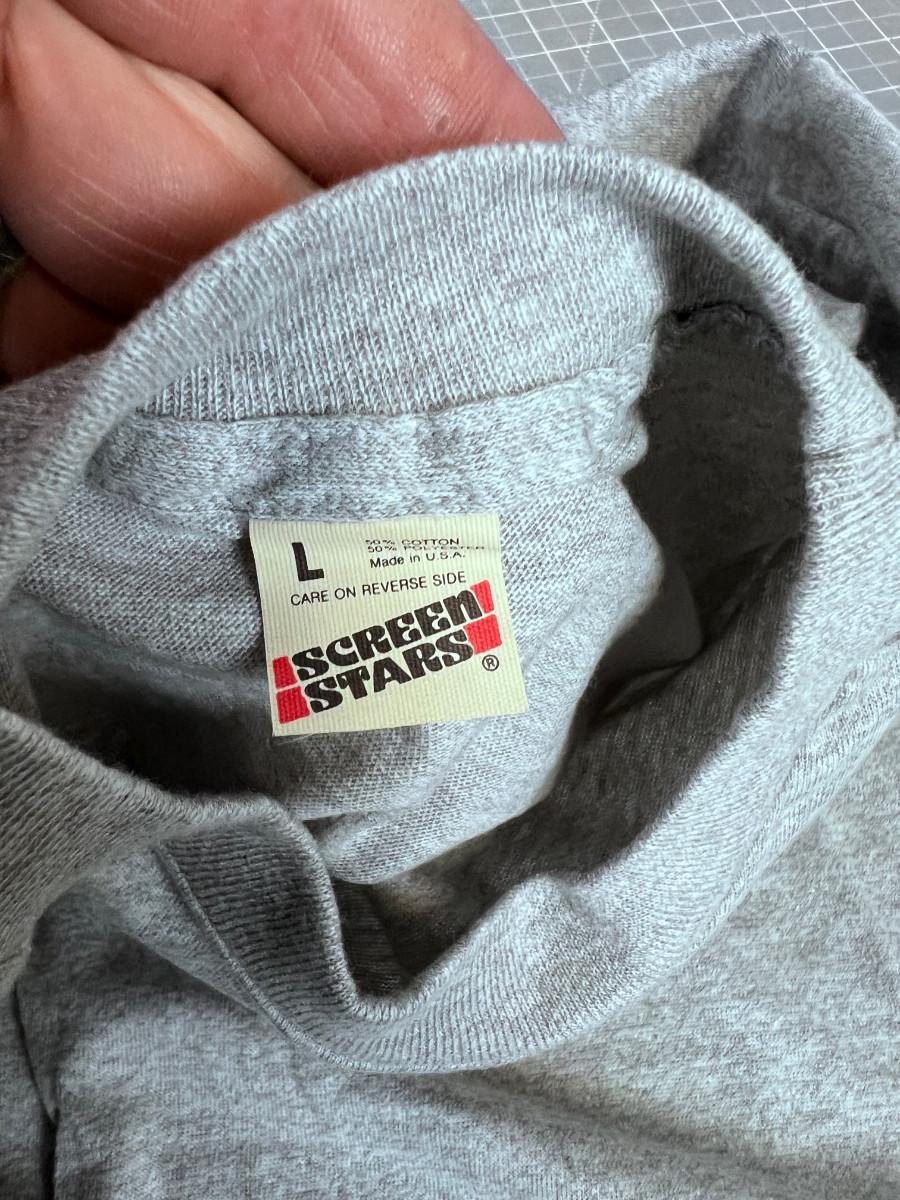 L
50% COTTON
50% POLYESTER
Made in U.S.A.
CARE ON REVERSE SIDE
SCREEN
STARS®